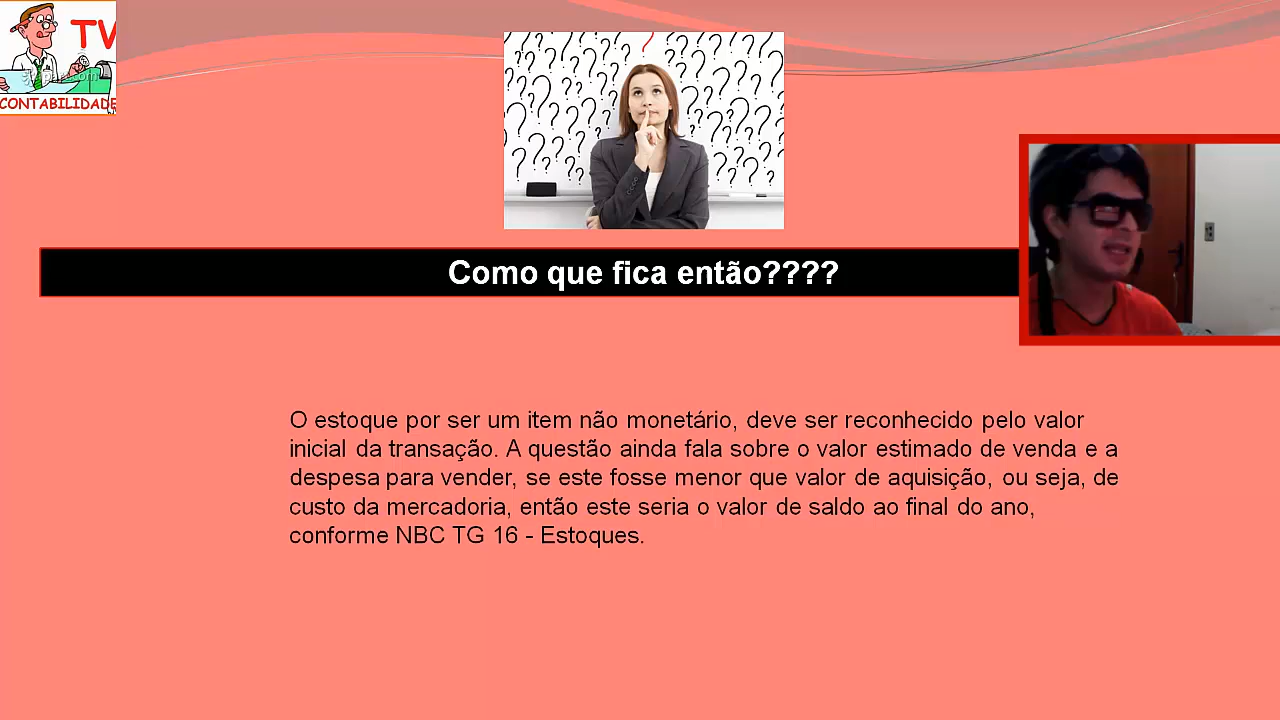 TV
CONTABILIDADE
Como que fica então????
O estoque por ser um item não monetário, deve ser reconhecido pelo valor
inicial da transação. A questão ainda fala sobre o valor estimado de venda e a
despesa para vender, se este fosse menor que valor de aquisição, ou seja, de
custo da mercadoria, então este seria o valor de saldo ao final do ano,
conforme NBC TG 16 - Estoques.